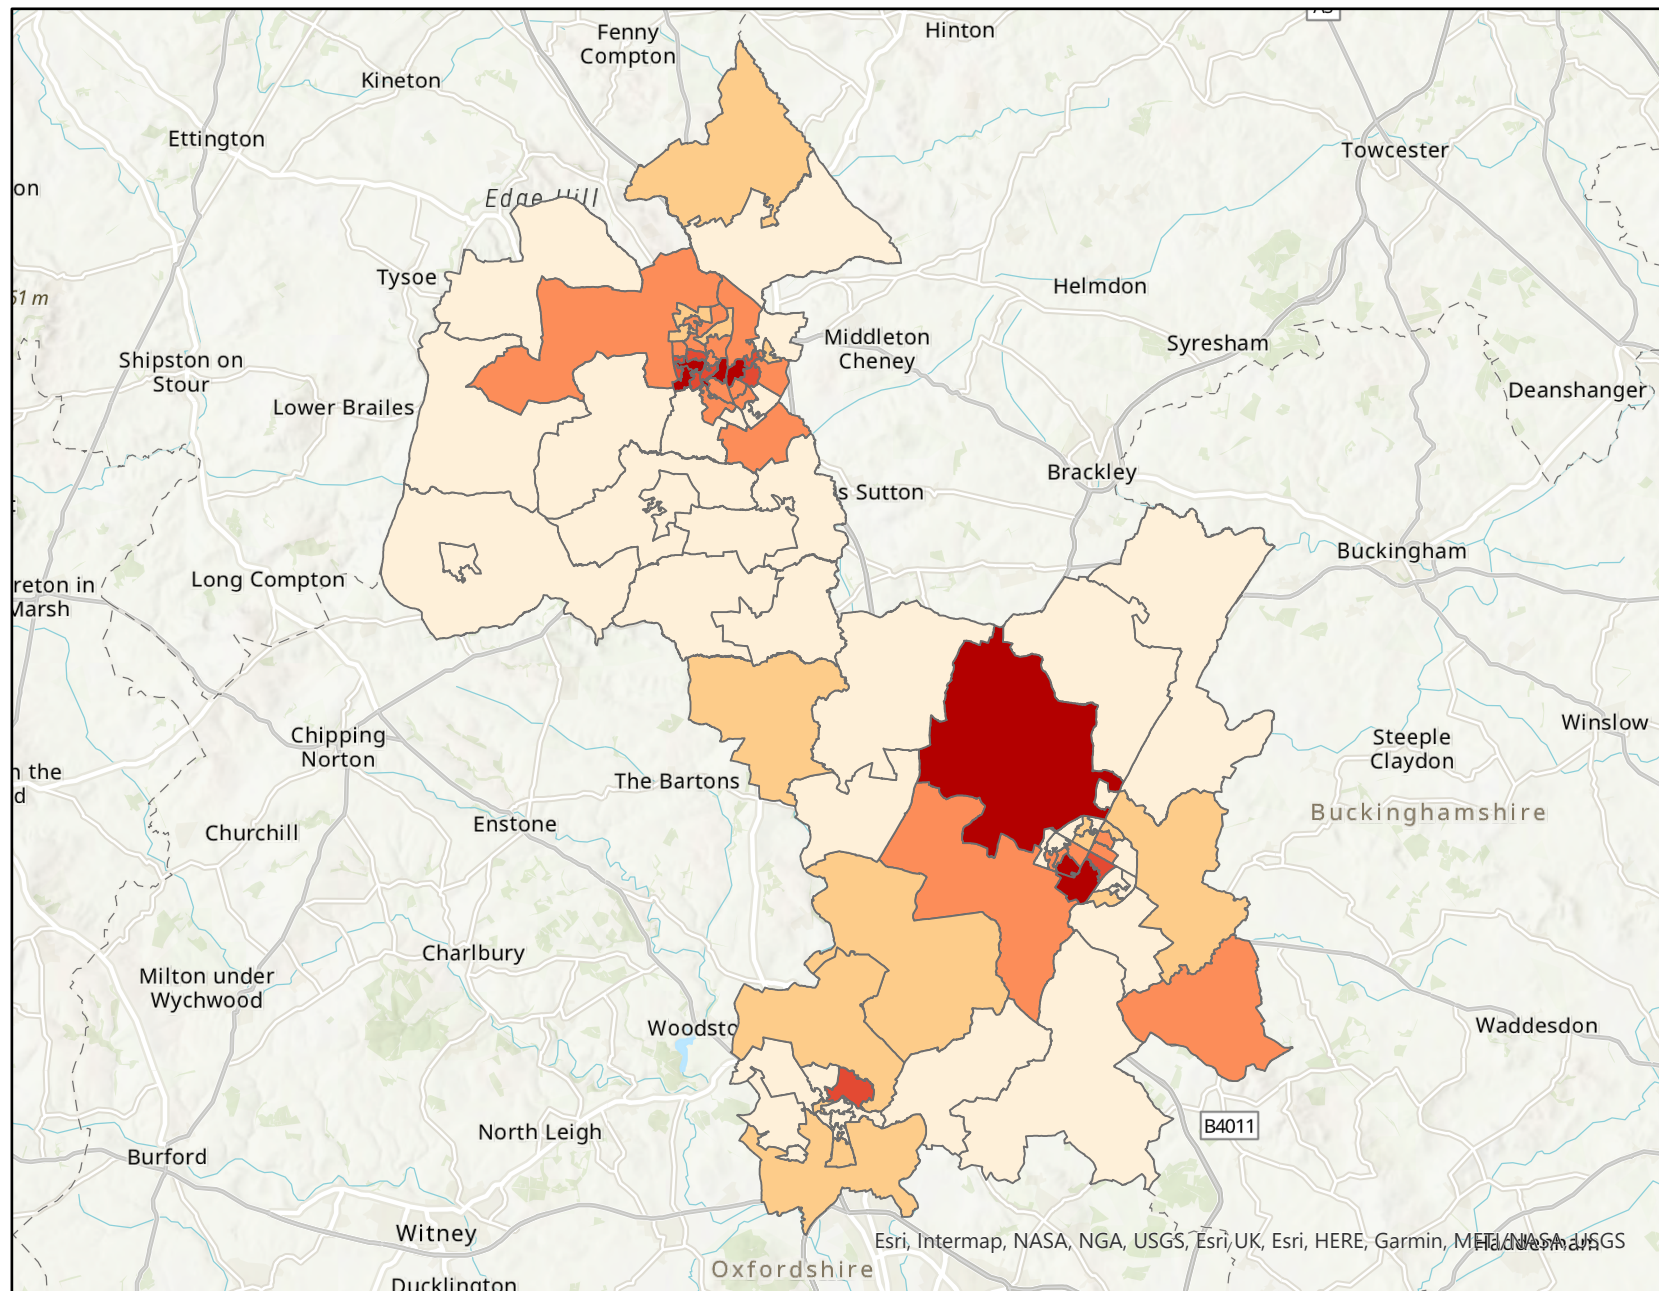 Fenny
Compton
Hinton
Kineton
Ettington
Towcester
on
Edge Hill
Tysoe
Helmdon
51 m
Middleton
Cheney
Syresham
Shipston on
Stour
Deanshanger
Lower Brailes
Brackley
s Sutton
Buckingham
Long Compton
reton in
Marsh
Winslow
Steeple
Claydon
Chipping
Norton
n the
d
The Bartons
Buckinghamshire
Enstone
Churchill
Charlbury
Milton under
Wychwood
Woodsto
Waddesdon
B4011
North Leigh
Burford
Witney
Esri, Intermap, NASA, NGA, USGS, Esri UK, Esri, HERE, Garmin, METI/NASA, USGS
Haddenham
Oxfordshire
Ducklington